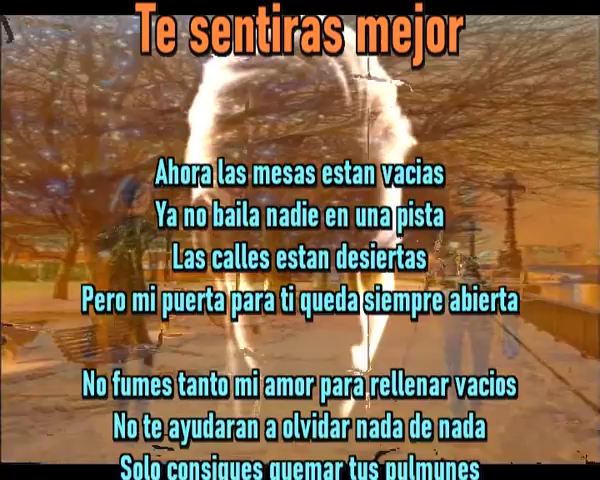 Te sentiras mejor
Ahora las mesas estan vacias
Ya no baila nadie en una pista
Las calles estan desiertas
Pero mi puerta para ti queda siempre abierta
No fumes tanto mi amor para rellenar vacios
No te ayudaran a olvidar nada de nada
Solo consigues quemar tus pulmunes